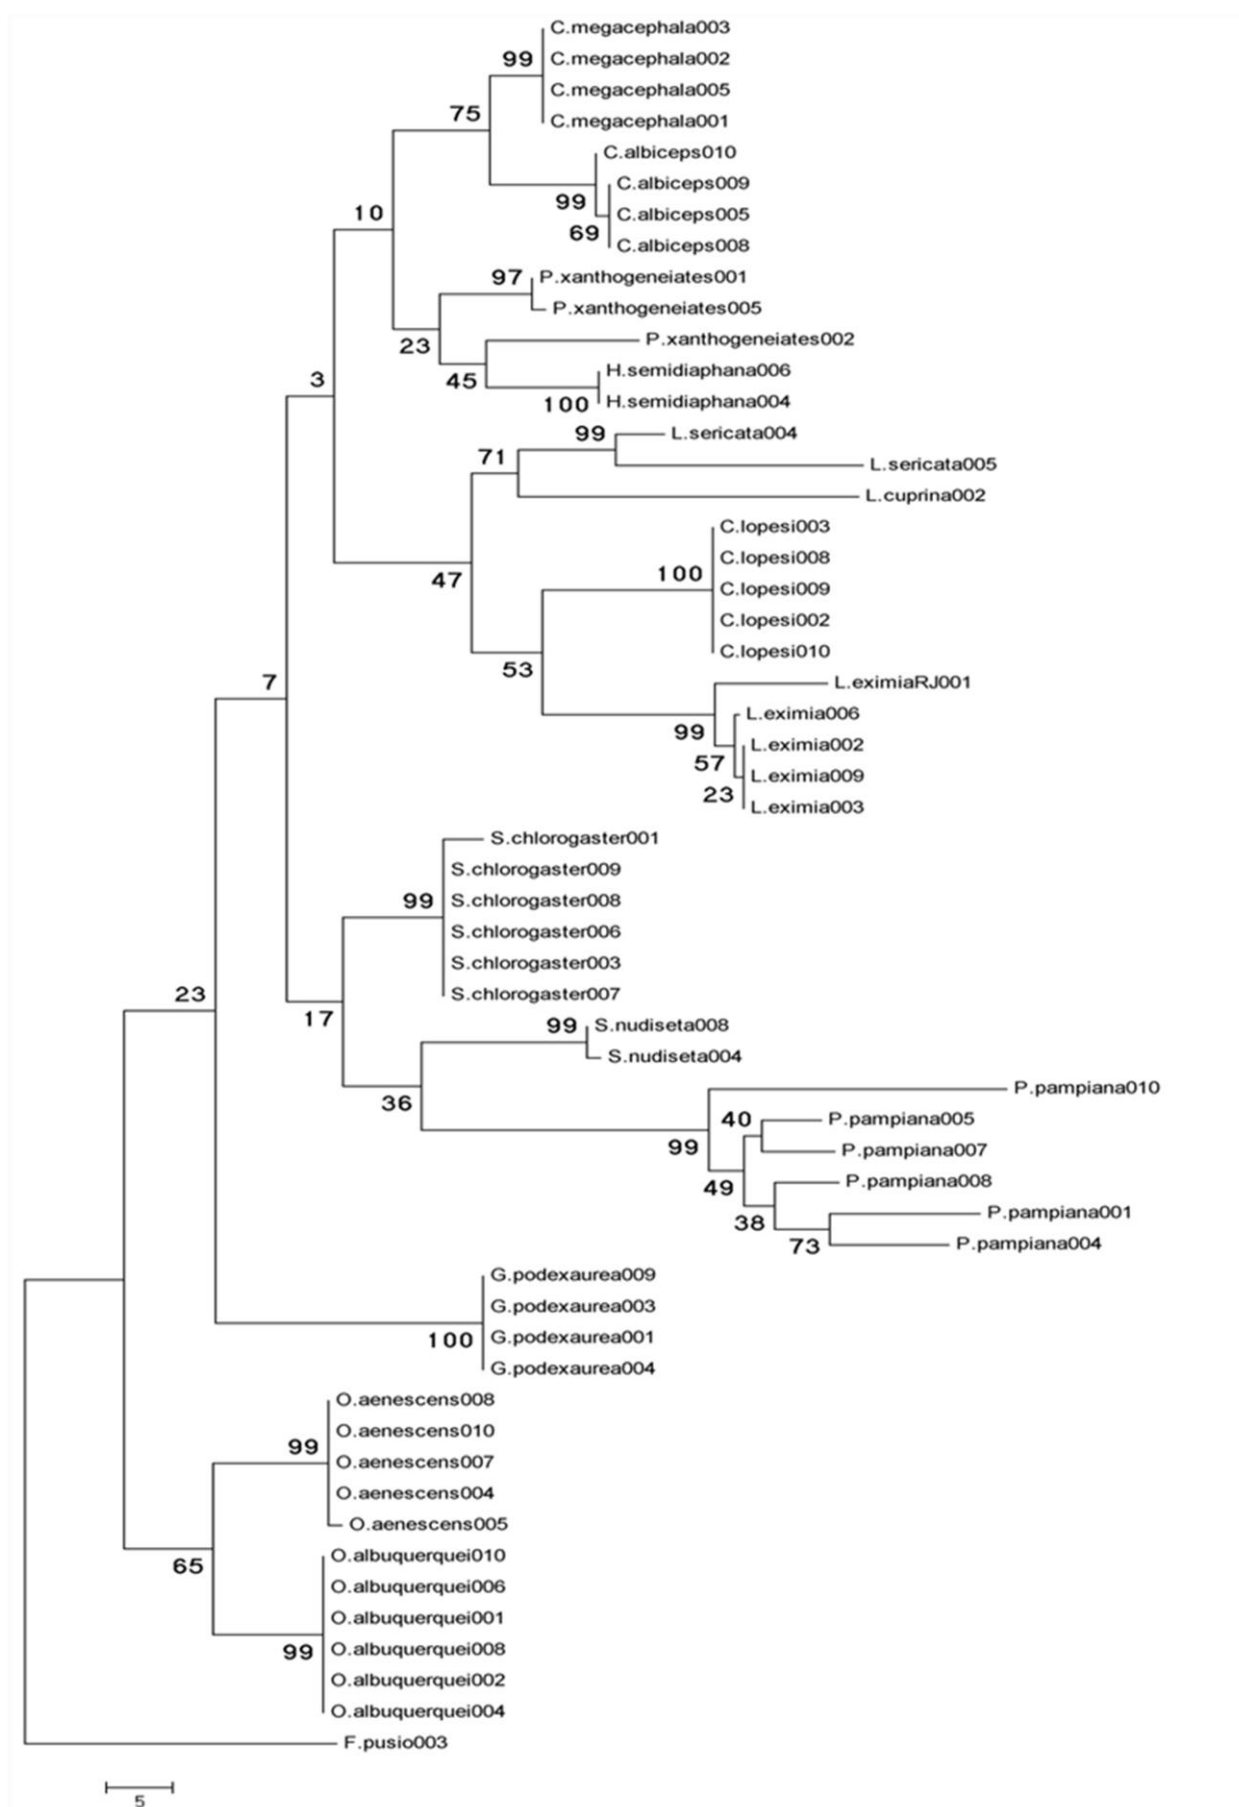 C.megacephala003
99 C.megacephala002
C.megacephala005
75
C.megacephala001
C.albiceps010
C.albiceps009
99
10 C.albiceps005
69
C.albiceps008
97 P.xanthogeneiates001
P.xanthogeneiates005
23 P.xanthogeneiates002
H.semidiaphana006
3 45
100 H.semidiaphana004
99 L.sericata004
71
L.sericata005
L.cuprina002
C.lopesi003
C.lopesi008
47 100
C.lopesi009
C.lopesi002
C.lopesi010
53
7 L.eximiaRJ001
L.eximia006
99
L.eximia002
57
L.eximia009
23
L.eximia003
S.chlorogaster001
S.chlorogaster009
99 S.chlorogaster008
S.chlorogaster006
S.chlorogaster003
23 S.chlorogaster007
17 99 S.nudiseta008
S.nudiseta004
36 P.pampiana010
40 P.pampiana005
99 P.pampiana007
49 P.pampiana008
38 P.pampiana001
73 P.pampiana004
G.podexaurea009
G.podexaurea003
100 G.podexaurea001
G.podexaurea004
O.aenescens008
O.aenescens010
99
O.aenescens007
O.aenescens004
O.aenescens005
65 O.albuquerquei010
O.albuquerquei006
O.albuquerquei001
99 O.albuquerquei008
O.albuquerquei002
O.albuquerquei004
F.pusio003
5